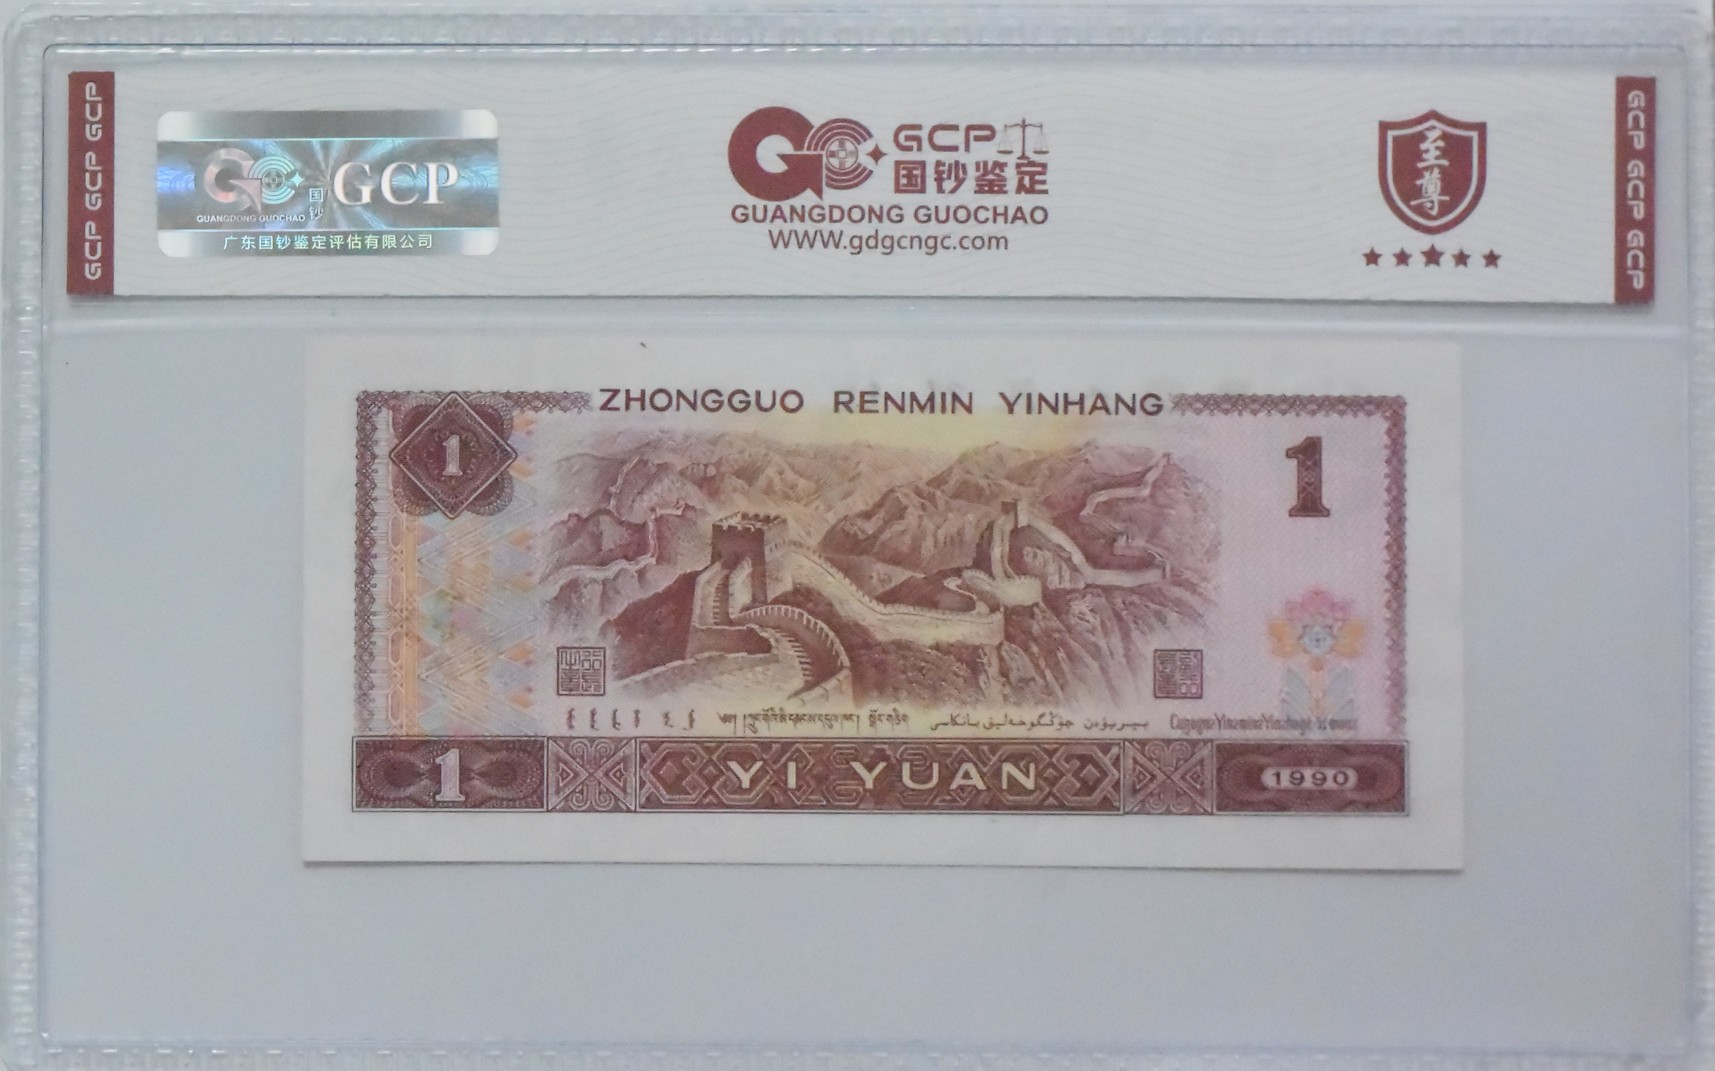 GCP GCP GCP
GCP
国钞
GUANGDONG GUOCHAO
广东国钞鉴定评估有限公司
GCP
国钞鉴定
GUANGDONG GUOCHAO
WWW.gdgcngc.com
至尊
GCP GCP GCP
ZHONGGUO RENMIN YINHANG
1
1
1 YI YUAN 1990